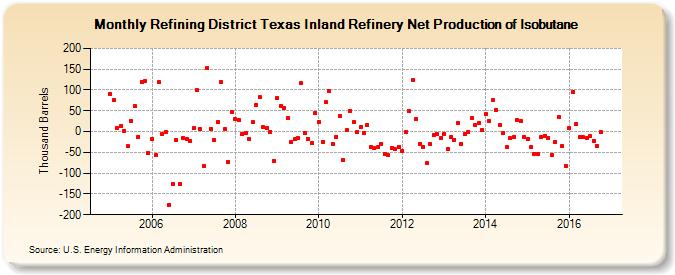 Monthly Refining District Texas Inland Refinery Net Production of Isobutane
Thousand Barrels
200
150
100
50
0
-50
-100
-150
-200
2006 2008 2010 2012 2014 2016
Source: U.S. Energy Information Administration